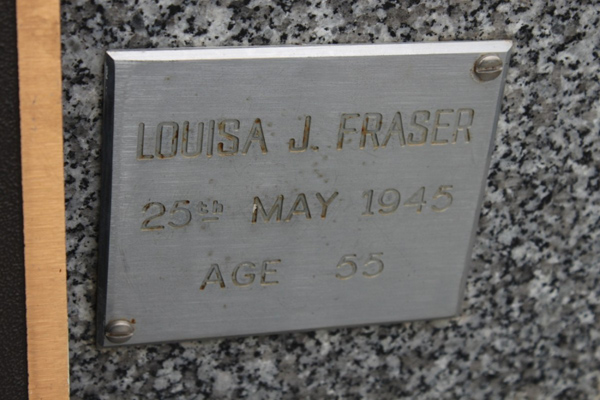 LOUISA J. FRASER
25th MAY 1945
AGE 55